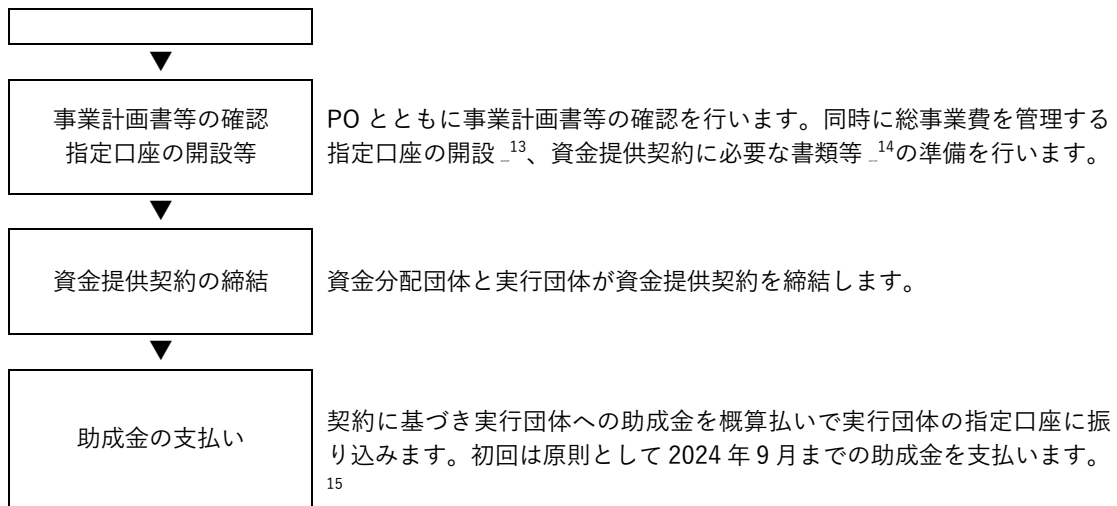 ▼
事業計画書等の確認
指定口座の開設等
PO とともに事業計画書等の確認を行います。同時に総事業費を管理する
指定口座の開設 _13、資金提供契約に必要な書類等 _14の準備を行います。
▼
資金提供契約の締結
資金分配団体と実行団体が資金提供契約を締結します。
▼
助成金の支払い
契約に基づき実行団体への助成金を概算払いで実行団体の指定口座に振
り込みます。初回は原則として 2024 年 9 月までの助成金を支払います。
15